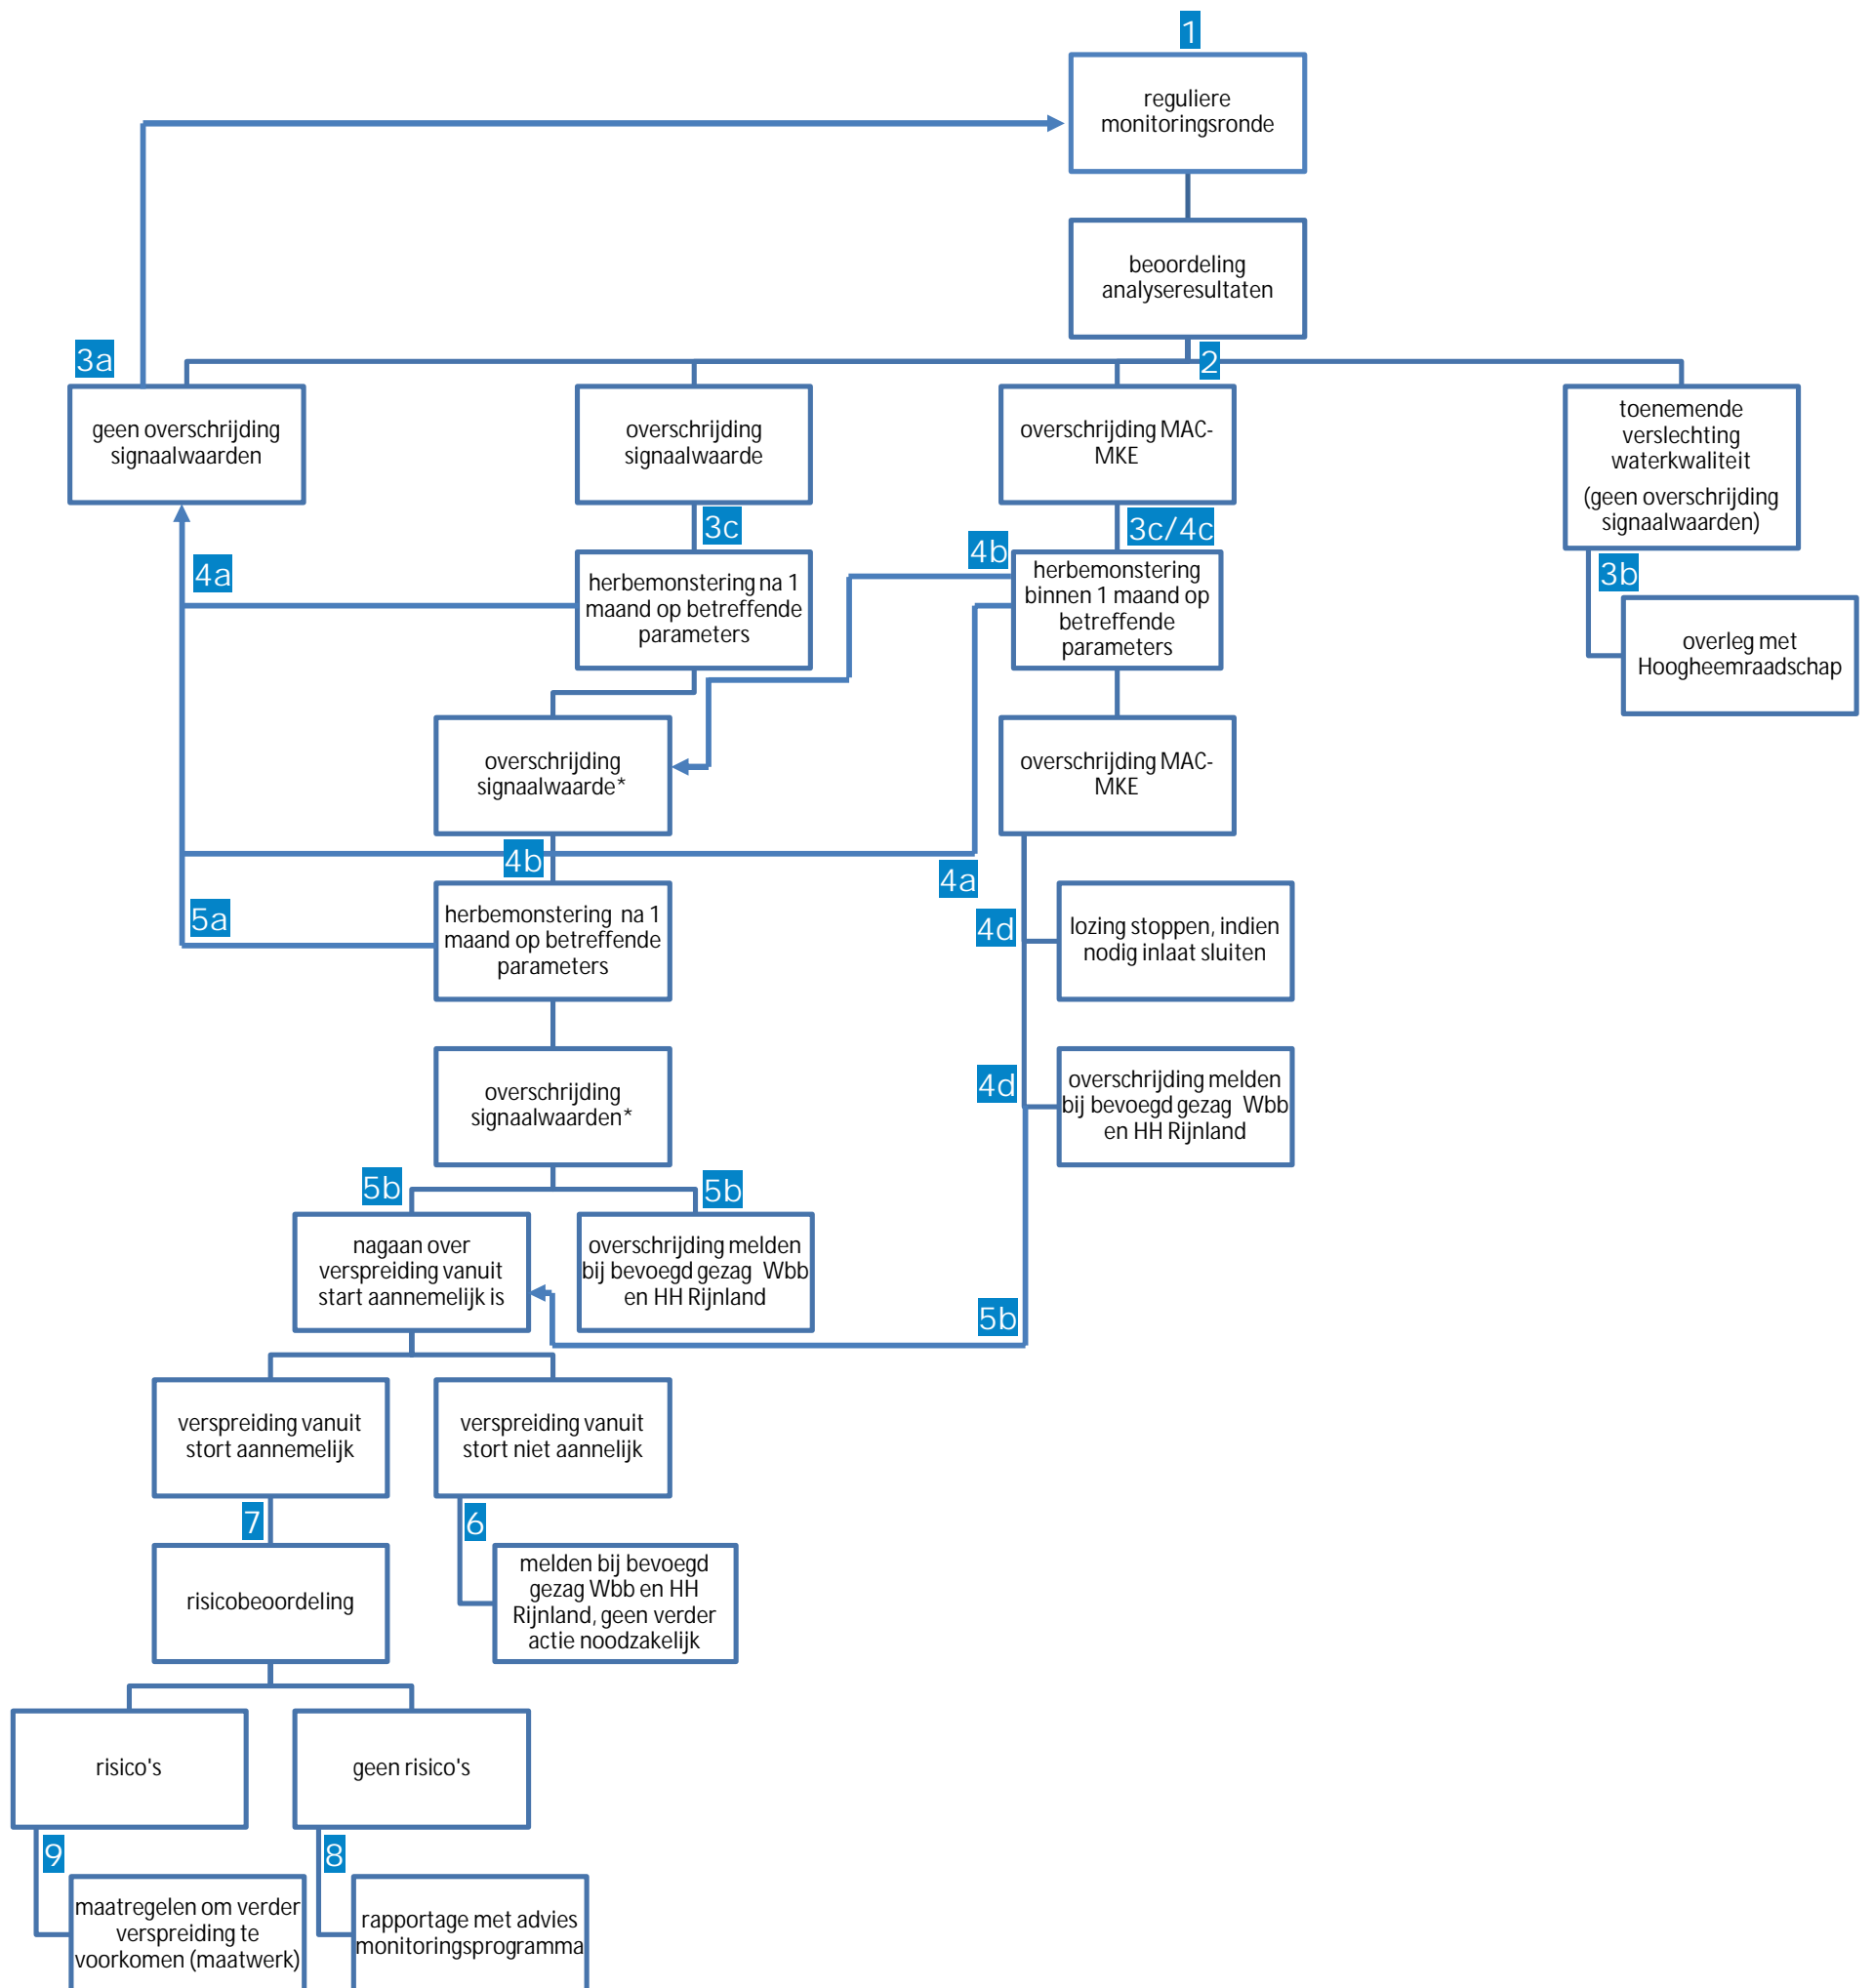 1
reguliere
monitoringsronde
beoordeling
analyseresultaten
2
3a
geen overschrijding
signaalwaarden
overschrijding
signaalwaarde
overschrijding MAC-
MKE
toenemende
verslechting
waterkwaliteit
(geen overschrijding
signaalwaarden)
3c
3c/4c
3b
4a
herbemonstering na 1
maand op betreffende
parameters
4b
herbemonstering
binnen 1 maand op
betreffende
parameters
overleg met
Hoogheemraadschap
overschrijding
signaalwaarde*
overschrijding MAC-
MKE
4b
4a
5a
herbemonstering na 1
maand op betreffende
parameters
4d
lozing stoppen, indien
nodig inlaat sluiten
overschrijding
signaalwaarden*
4d
overschrijding melden
bij bevoegd gezag Wbb
en HH Rijnland
5b
5b
nagaan over
verspreiding vanuit
start aannemelijk is
overschrijding melden
bij bevoegd gezag Wbb
en HH Rijnland
5b
verspreiding vanuit
stort aannemelijk
verspreiding vanuit
stort niet aannelijk
7
6
risicobeoordeling
melden bij bevoegd
gezag Wbb en HH
Rijnland, geen verder
actie noodzakelijk
risico's
geen risico's
9
8
maatregelen om verder
verspreiding te
voorkomen (maatwerk)
rapportage met advies
monitoringsprogramma